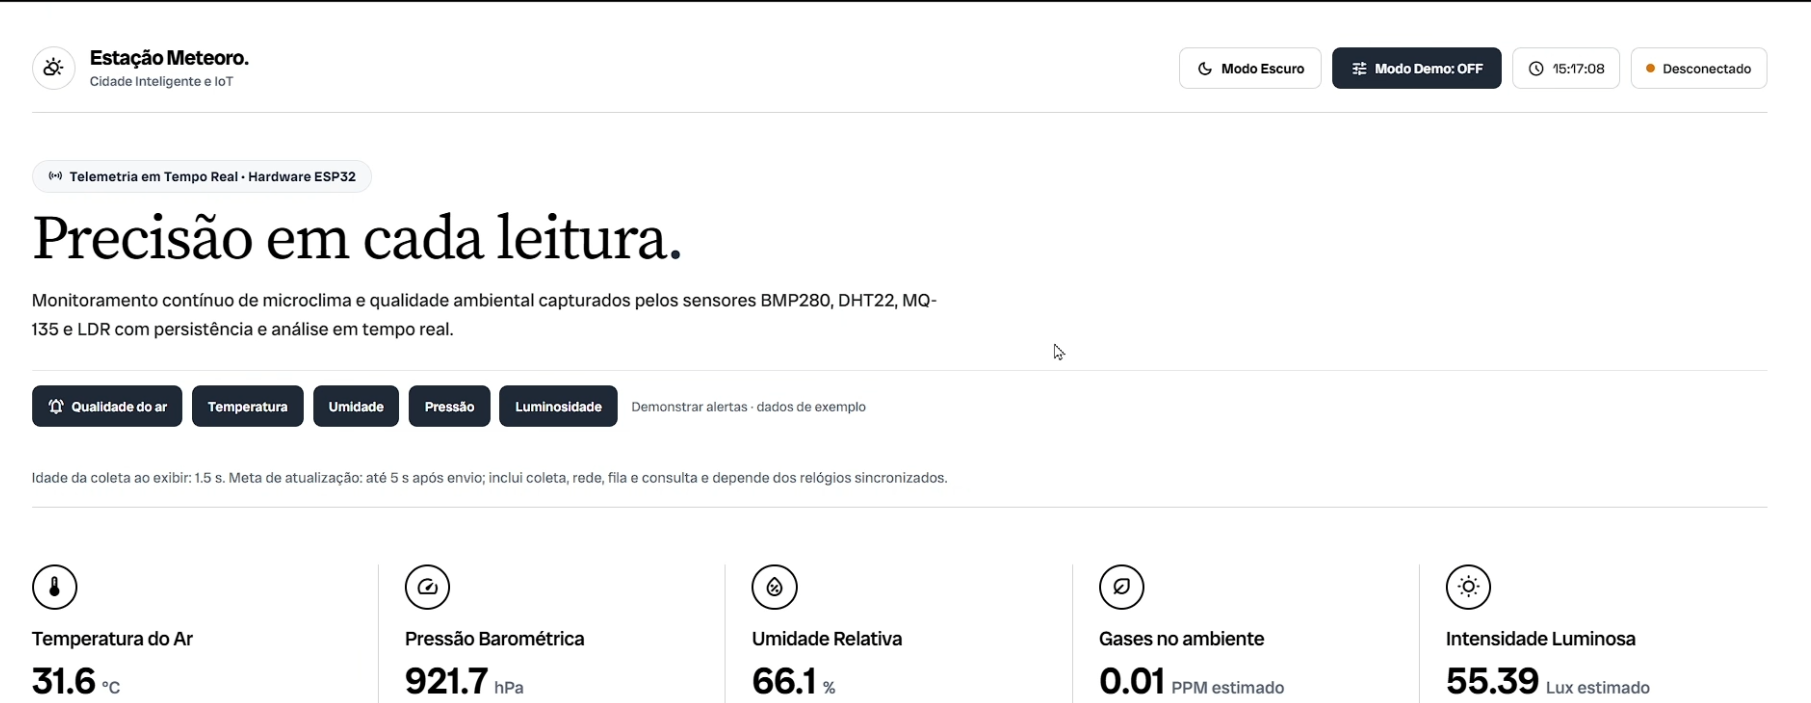 Estação Meteoro.
Cidade Inteligente e IoT
Modo Escuro
Modo Demo: OFF
15:17:08
Desconectado
Telemetria em Tempo Real • Hardware ESP32
Precisão em cada leitura.
Monitoramento contínuo de microclima e qualidade ambiental capturados pelos sensores BMP280, DHT22, MQ-
135 e LDR com persistência e análise em tempo real.
Qualidade do ar
Temperatura
Umidade
Pressão
Luminosidade
Demonstrar alertas · dados de exemplo
Idade da coleta ao exibir: 1.5 s. Meta de atualização: até 5 s após envio; inclui coleta, rede, fila e consulta e depende dos relógios sincronizados.
Temperatura do Ar
31.6 °C
Pressão Barométrica
921.7 hPa
Umidade Relativa
66.1 %
Gases no ambiente
0.01 PPM estimado
Intensidade Luminosa
55.39 Lux estimado